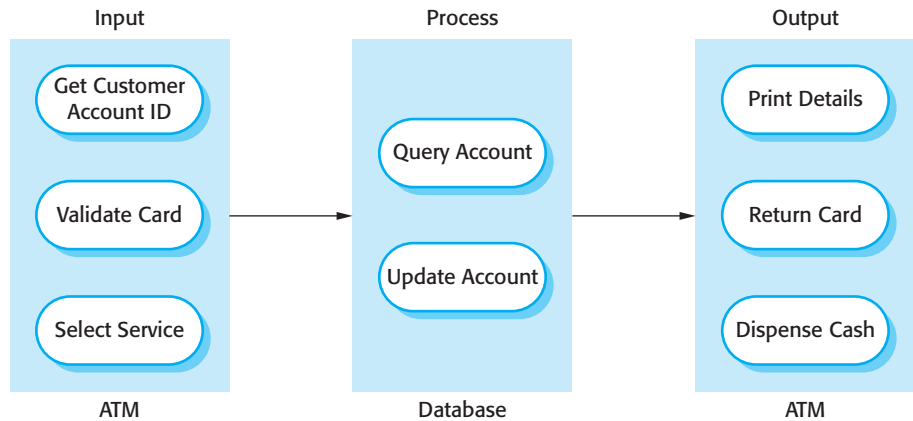 Input
Process
Output
Get Customer
Account ID
Validate Card
Select Service
Query Account
Update Account
Print Details
Return Card
Dispense Cash
ATM
Database
ATM